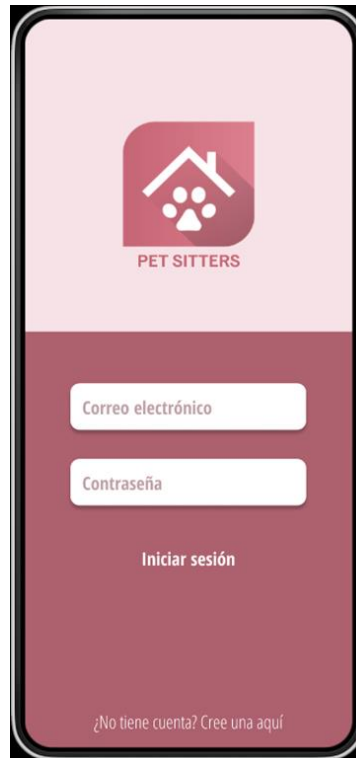 PET SITTERS
Correo electrónico
Contraseña
Iniciar sesión
¿No tiene cuenta? Cree una aquí